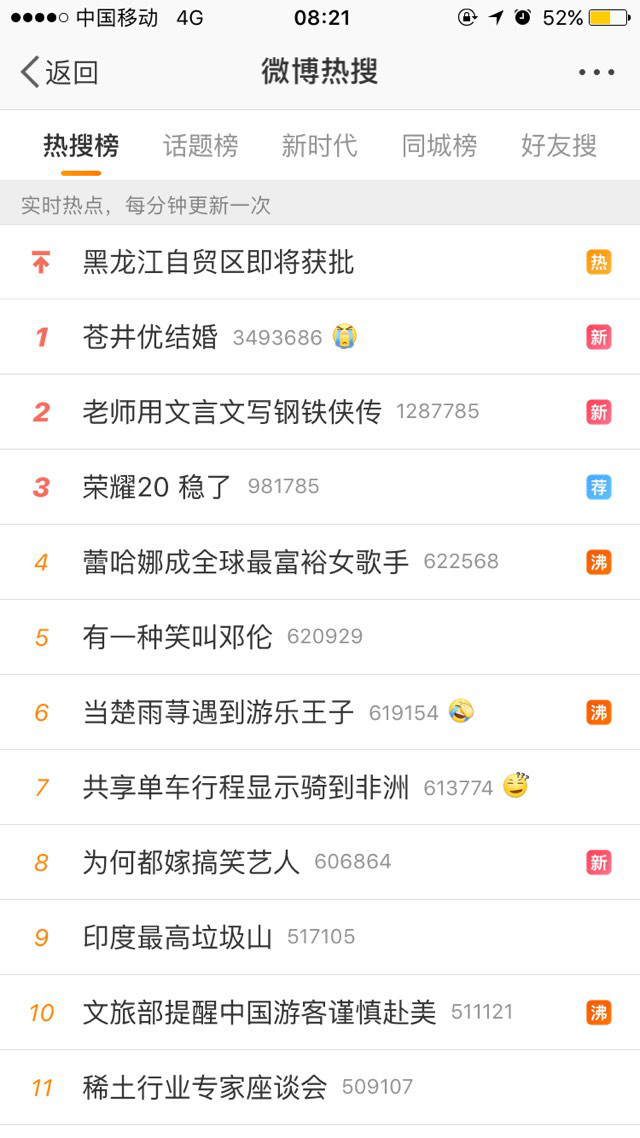 中国移动 4G 08:21 52%
返回 微博热搜
热搜榜 话题榜 新时代 同城榜 好友搜
实时热点，每分钟更新一次
黑龙江自贸区即将获批 热
1 苍井优结婚 3493686 新
2 老师用文言文写钢铁侠传 1287785 新
3 荣耀20 稳了 981785 荐
4 蕾哈娜成全球最富裕女歌手 622568 沸
5 有一种笑叫邓伦 620929
6 当楚雨荨遇到游乐王子 619154 沸
7 共享单车行程显示骑到非洲 613774
8 为何都嫁搞笑艺人 606864 新
9 印度最高垃圾山 517105
10 文旅部提醒中国游客谨慎赴美 511121 沸
11 稀土行业专家座谈会 509107